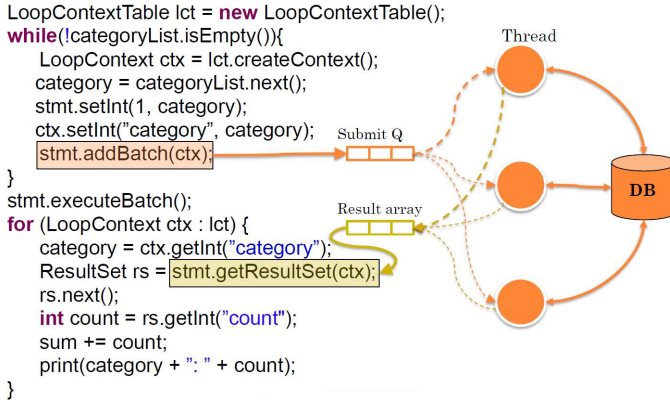 LoopContextTable lct = new LoopContextTable();
while(!categoryList.isEmpty()){
LoopContext ctx = lct.createContext();
category = categoryList.next();
stmt.setInt(1, category);
ctx.setInt(”category”, category);
stmt.addBatch(ctx);
}
stmt.executeBatch();
for (LoopContext ctx : lct) {
category = ctx.getInt(”category”);
ResultSet rs = stmt.getResultSet(ctx);
rs.next();
int count = rs.getInt(”count");
sum += count;
print(category + ”: ” + count);
}
Thread
Submit Q
Result array
DB